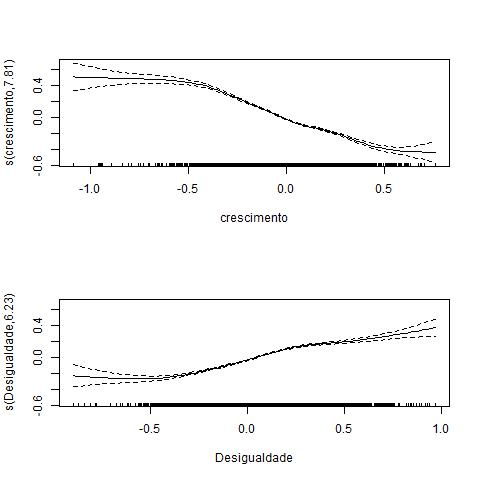 s(crescimento,7.81)
0.4
0.0
-0.6
-1.0 -0.5 0.0 0.5
crescimento
s(Desigualdade,6.23)
0.4
0.0
-0.6
-0.5 0.0 0.5 1.0
Desigualdade